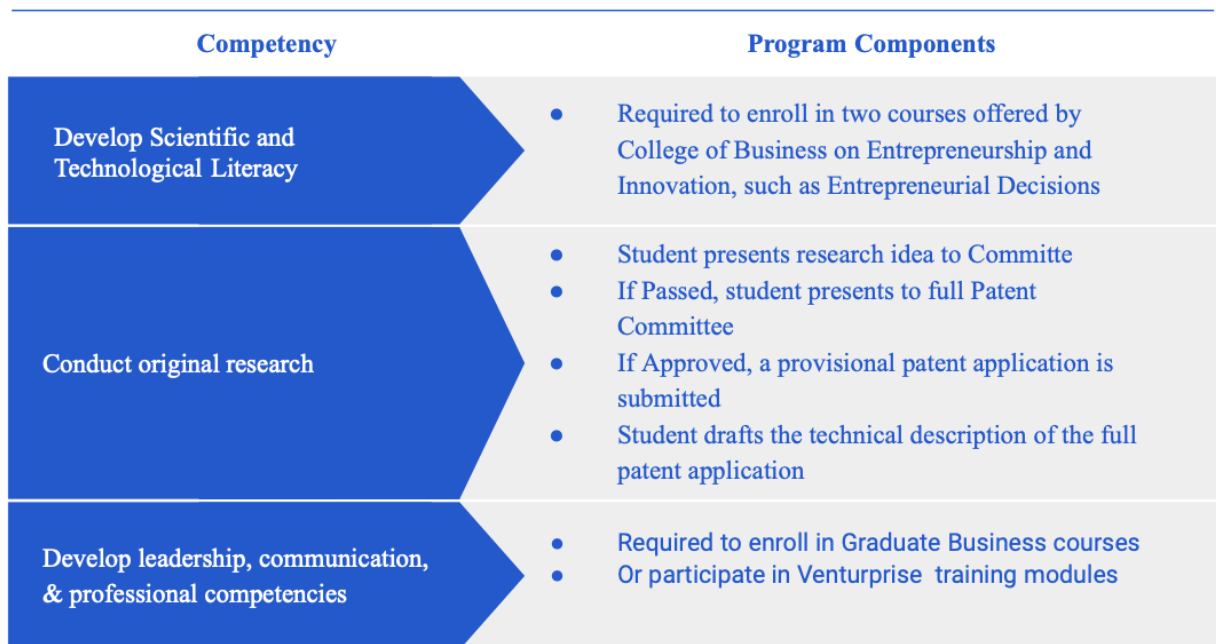 Competency
Program Components
Develop Scientific and
Technological Literacy
● Required to enroll in two courses offered by
College of Business on Entrepreneurship and
Innovation, such as Entrepreneurial Decisions
Conduct original research
● Student presents research idea to Committe
● If Passed, student presents to full Patent
Committee
● If Approved, a provisional patent application is
submitted
● Student drafts the technical description of the full
patent application
Develop leadership, communication,
& professional competencies
● Required to enroll in Graduate Business courses
● Or participate in Venturprise training modules